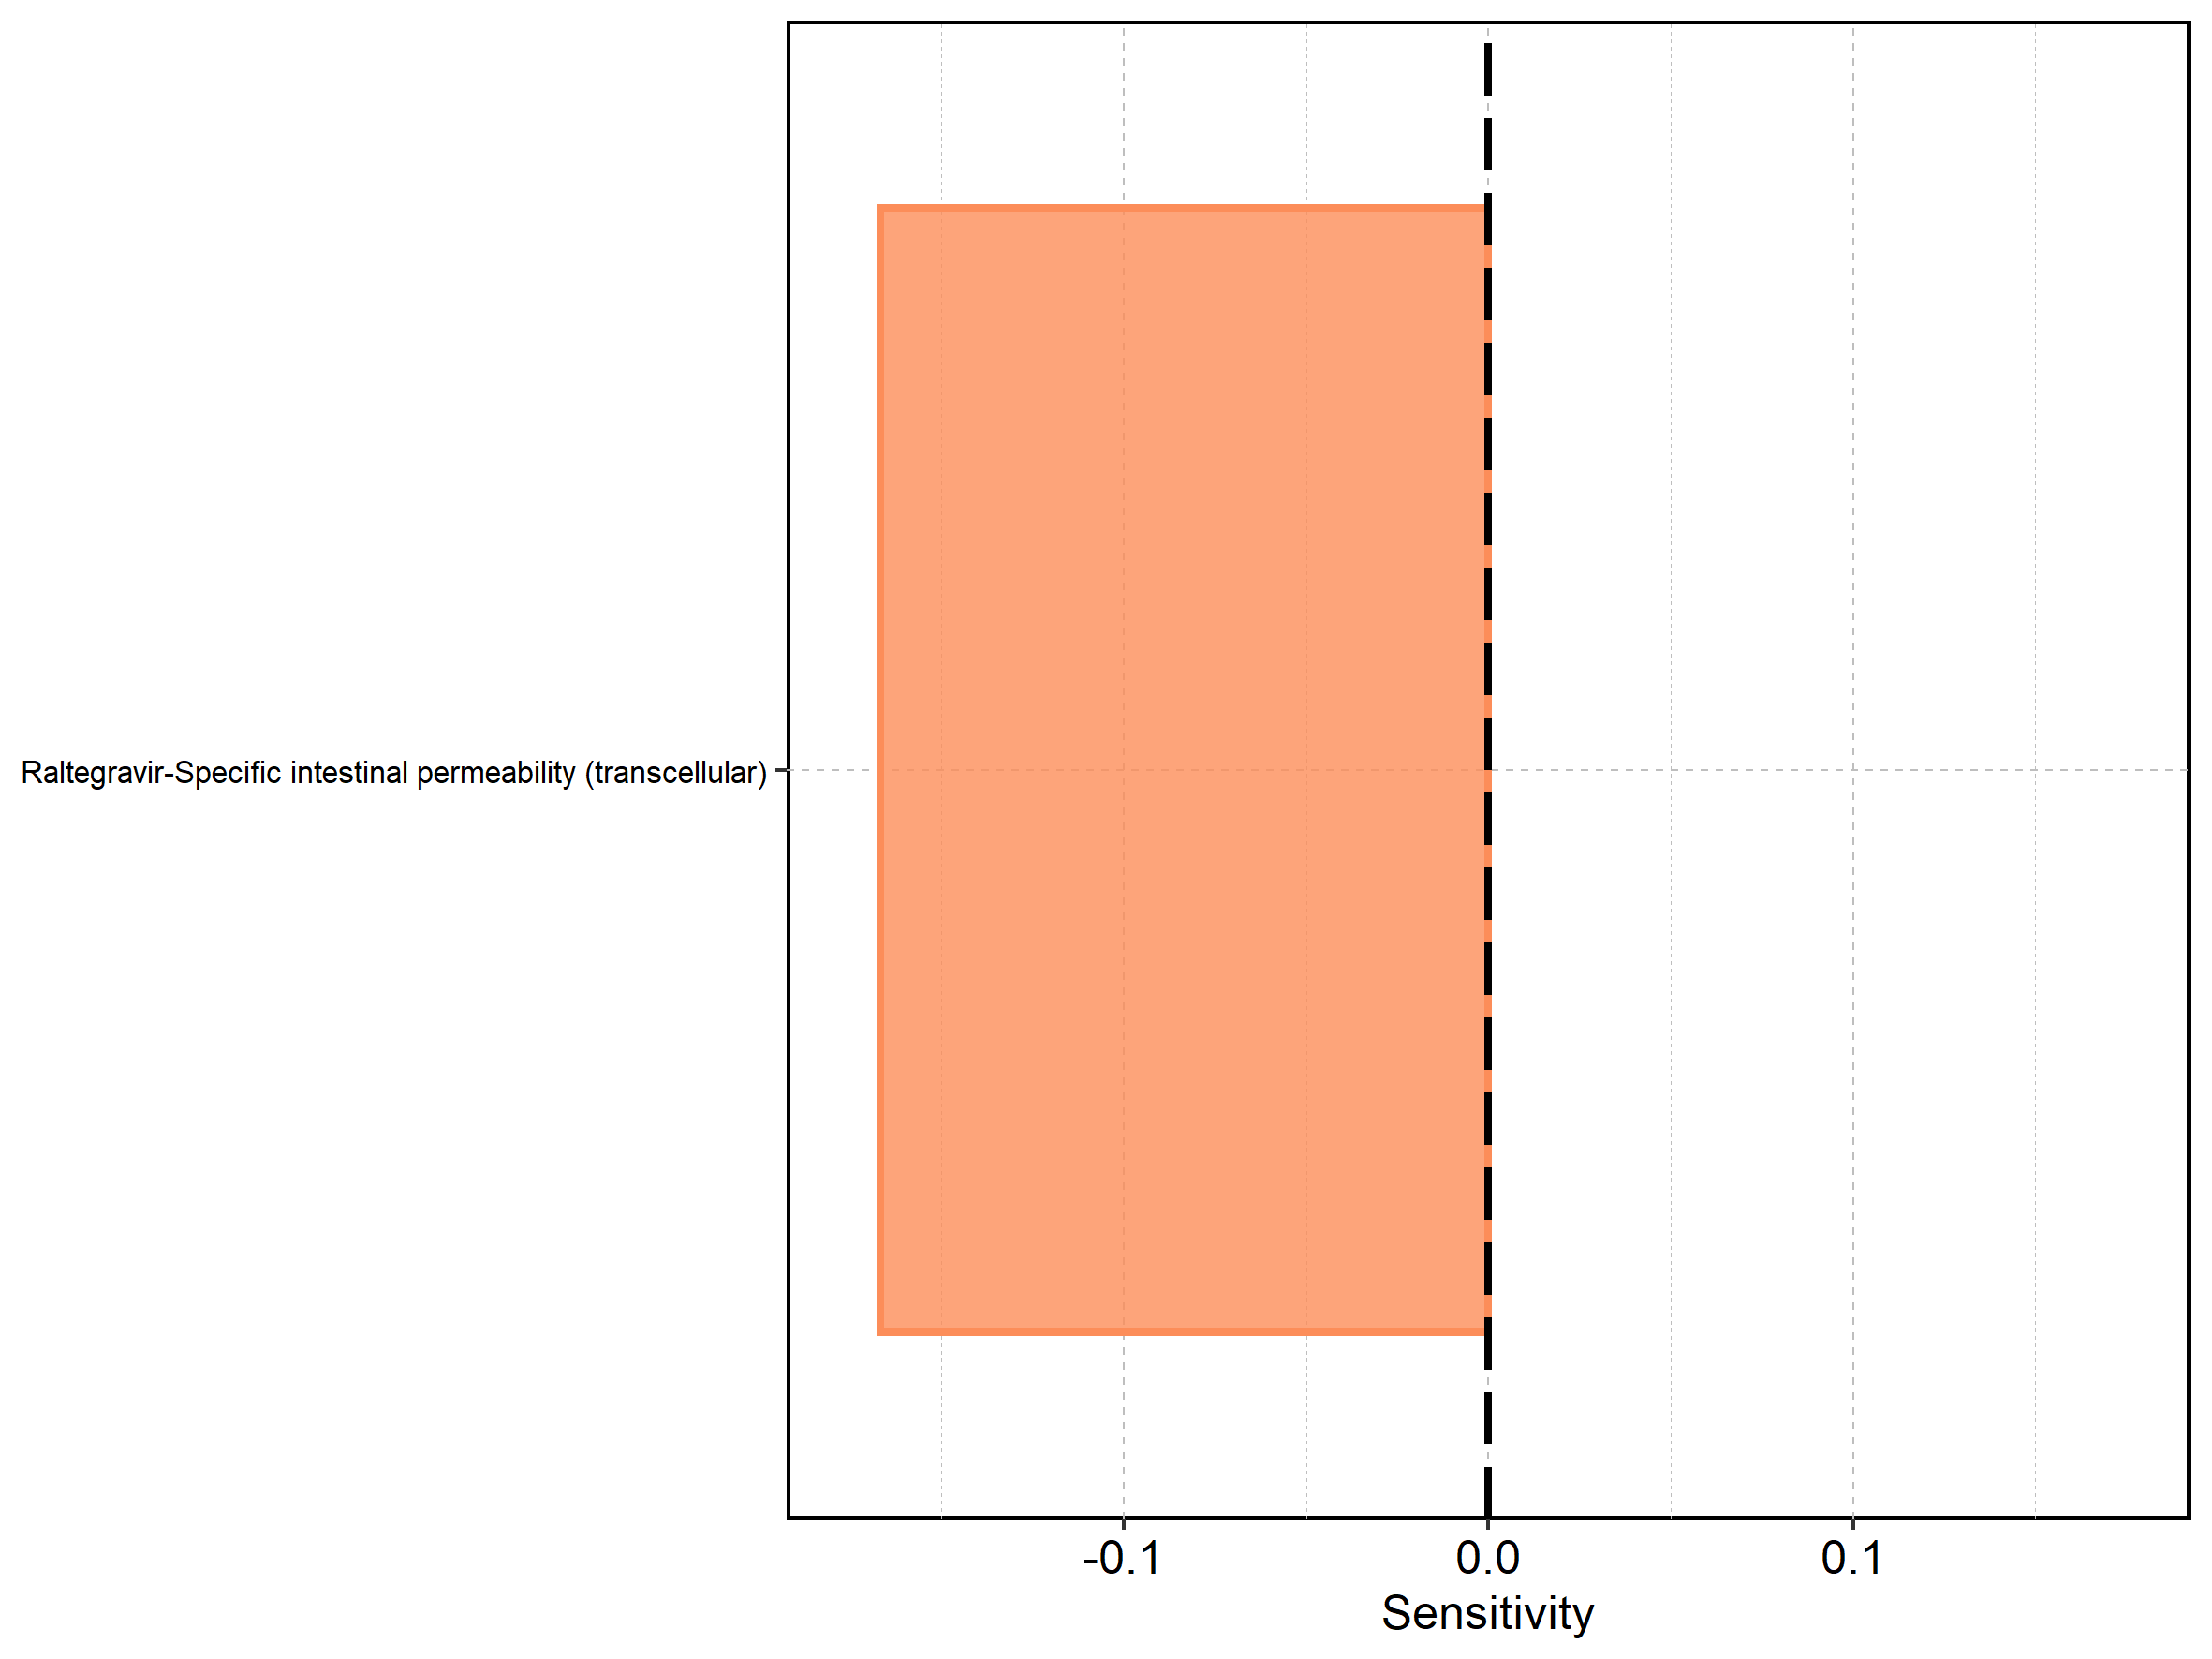 Raltegravir-Specific intestinal permeability (transcellular)
-0.1 0.0 0.1
Sensitivity